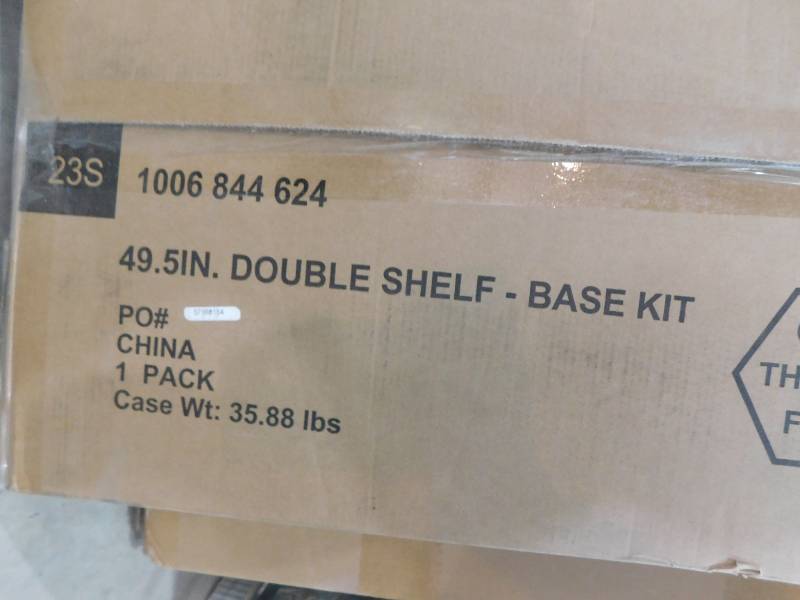 23S
1006 844 624
49.5IN. DOUBLE SHELF - BASE KIT
PO#
CHINA
1 PACK
Case Wt: 35.88 lbs
TH
F